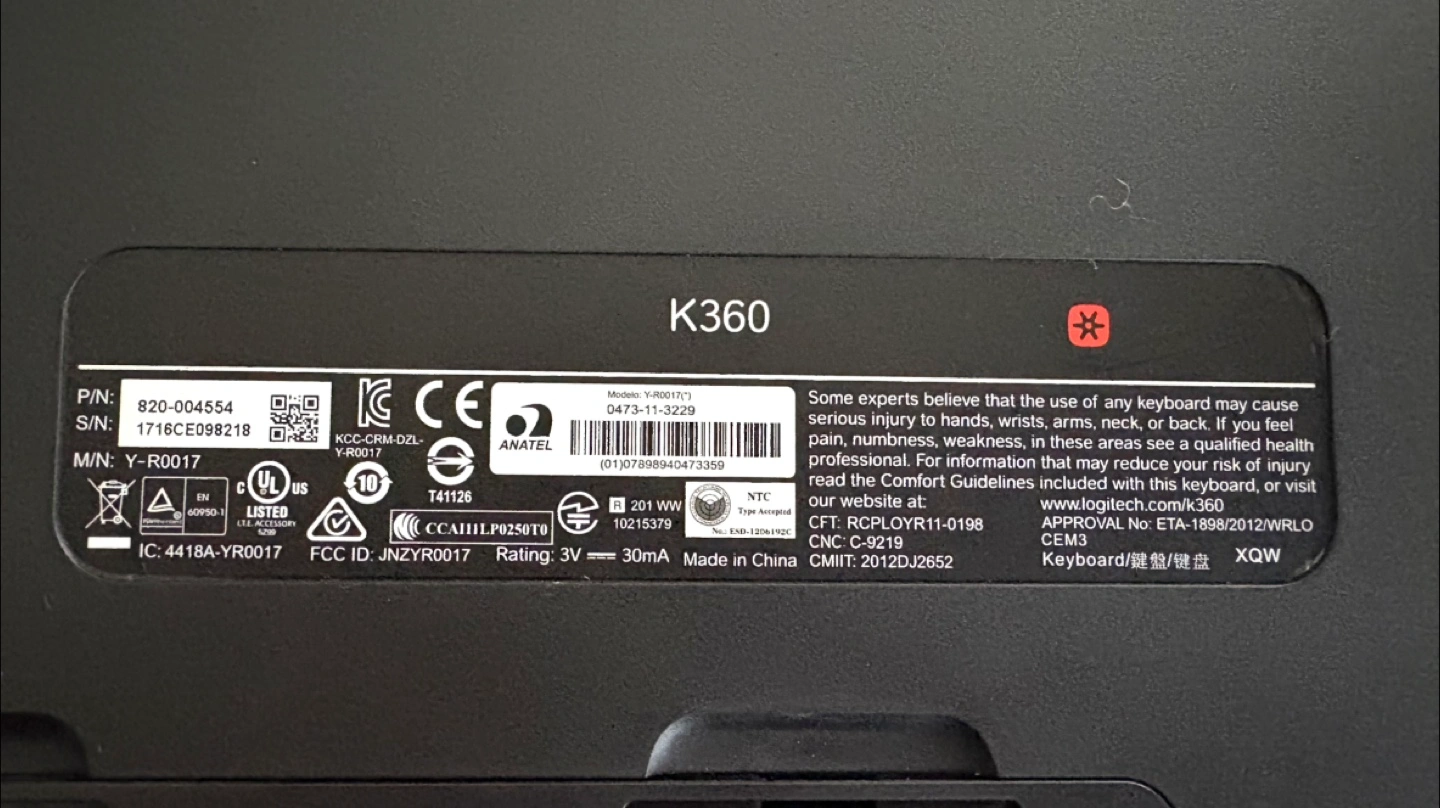 K360
P/N: 820-004554
S/N: 1716CE098218
M/N: Y-R0017
KCC-CRM-DZL-
Y-R0017
T41126
Modelo: Y-R0017(*)
0473-11-3229
ANATEL
(01)07898940473359
EN
60950-1
C UL US
LISTED
I.T.E. ACCESSORY
10
CCAI11LP0250T0
R 201 WW
10215379
NTC
Type Accepted
No.: ESD-1206192C
IC: 4418A-YR0017
FCC ID: JNZYR0017
Rating: 3V 30mA
Made in China
Some experts believe that the use of any keyboard may cause
serious injury to hands, wrists, arms, neck, or back. If you feel
pain, numbness, weakness, in these areas see a qualified health
professional. For information that may reduce your risk of injury
read the Comfort Guidelines included with this keyboard, or visit
our website at: www.logitech.com/k360
CFT: RCPLOYR11-0198
CNC: C-9219
CMIIT: 2012DJ2652
APPROVAL No: ETA-1898/2012/WRLO
CEM3
Keyboard/鍵盤/键盘 XQW